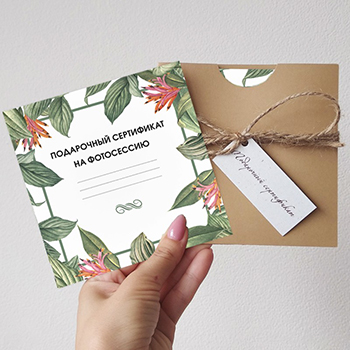 ПОДАРОЧНЫЙ СЕРТИФИКАТ
НА ФОТОСЕССИЮ
Подарочный сертификат